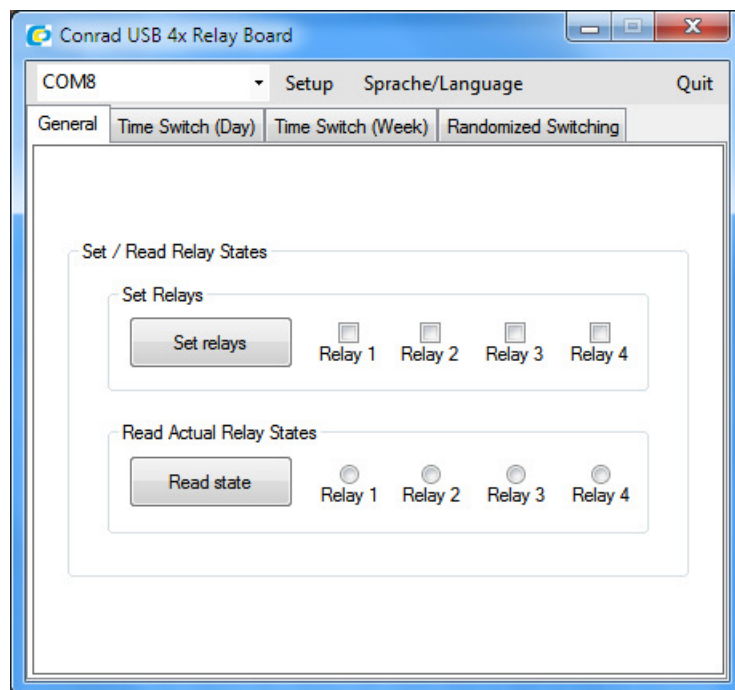 Conrad USB 4x Relay Board
COM8 Setup Sprache/Language Quit
General Time Switch (Day) Time Switch (Week) Randomized Switching
Set / Read Relay States
Set Relays
Set relays
Relay 1 Relay 2 Relay 3 Relay 4
Read Actual Relay States
Read state
Relay 1 Relay 2 Relay 3 Relay 4